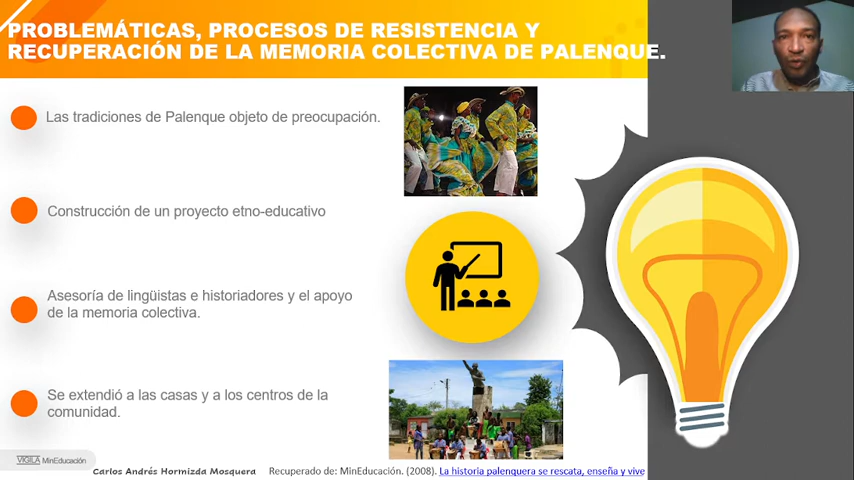 PROBLEMÁTICAS, PROCESOS DE RESISTENCIA Y
RECUPERACIÓN DE LA MEMORIA COLECTIVA DE PALENQUE.
Las tradiciones de Palenque objeto de preocupación.
Construcción de un proyecto etno-educativo
Asesoría de lingüistas e historiadores y el apoyo
de la memoria colectiva.
Se extendió a las casas y a los centros de la
comunidad.
VIGILADA MinEducación
Carlos Andrés Hormizda Mosquera
Recuperado de: MinEducación. (2008). La historia palenquera se rescata, enseña y vive